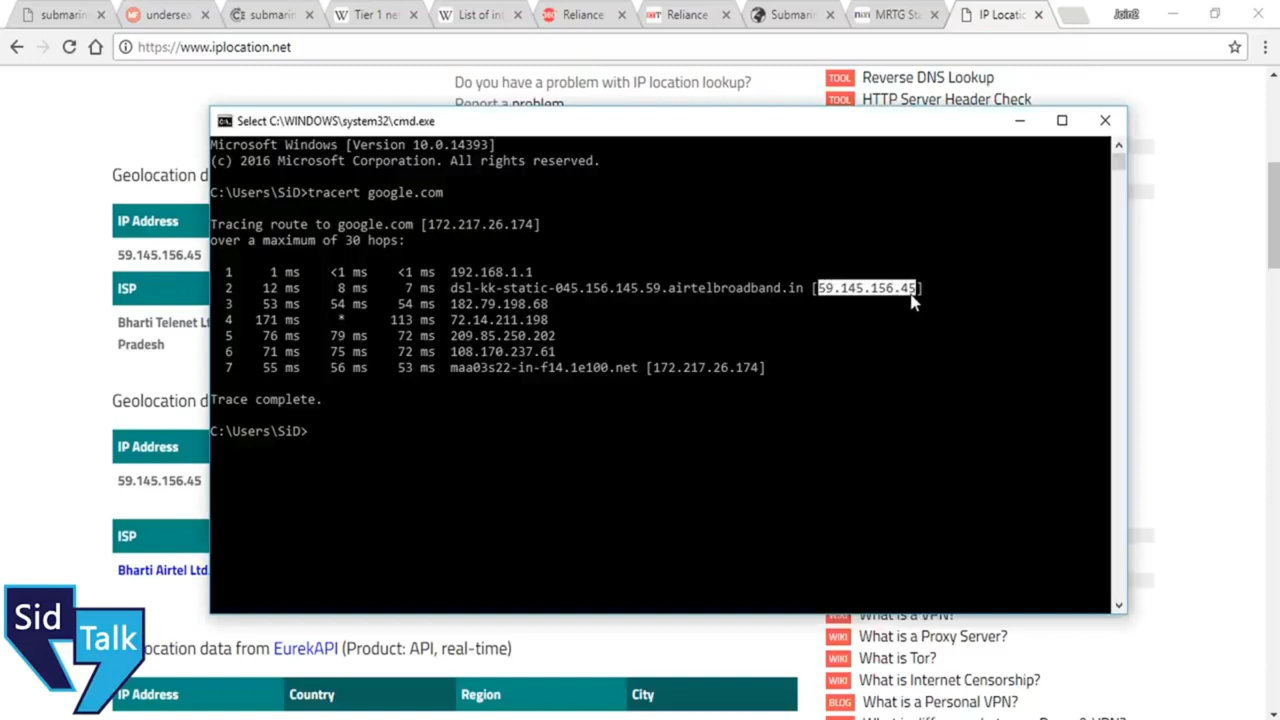 submarin
undersea
submarin
Tier 1 ne
List of in
Reliance
Reliance
Submarin
MRTG Sta
IP Locatic
Join2
https://www.iplocation.net
Do you have a problem with IP location lookup?
Report a problem
TOOL Reverse DNS Lookup
TOOL HTTP Server Header Check
Select C:\WINDOWS\system32\cmd.exe
Microsoft Windows [Version 10.0.14393]
(c) 2016 Microsoft Corporation. All rights reserved.
C:\Users\SiD>tracert google.com
Tracing route to google.com [172.217.26.174]
over a maximum of 30 hops:
1 1 ms <1 ms <1 ms 192.168.1.1
2 12 ms 8 ms 7 ms dsl-kk-static-045.156.145.59.airtelbroadband.in [59.145.156.45]
3 53 ms 54 ms 54 ms 182.79.198.68
4 171 ms * 113 ms 72.14.211.198
5 76 ms 79 ms 72 ms 209.85.250.202
6 71 ms 75 ms 72 ms 108.170.237.61
7 55 ms 56 ms 53 ms maa03s22-in-f14.1e100.net [172.217.26.174]
Trace complete.
C:\Users\SiD>
Geolocation d
IP Address
59.145.156.45
ISP
Bharti Telenet Lt
Pradesh
Geolocation d
IP Address
59.145.156.45
ISP
Bharti Airtel Ltd.
Sid
Talk
location data from EurekAPI (Product: API, real-time)
IP Address Country Region City
WIKI What is a VPN?
WIKI What is a Proxy Server?
WIKI What is Tor?
WIKI What is Internet Censorship?
BLOG What is a Personal VPN?